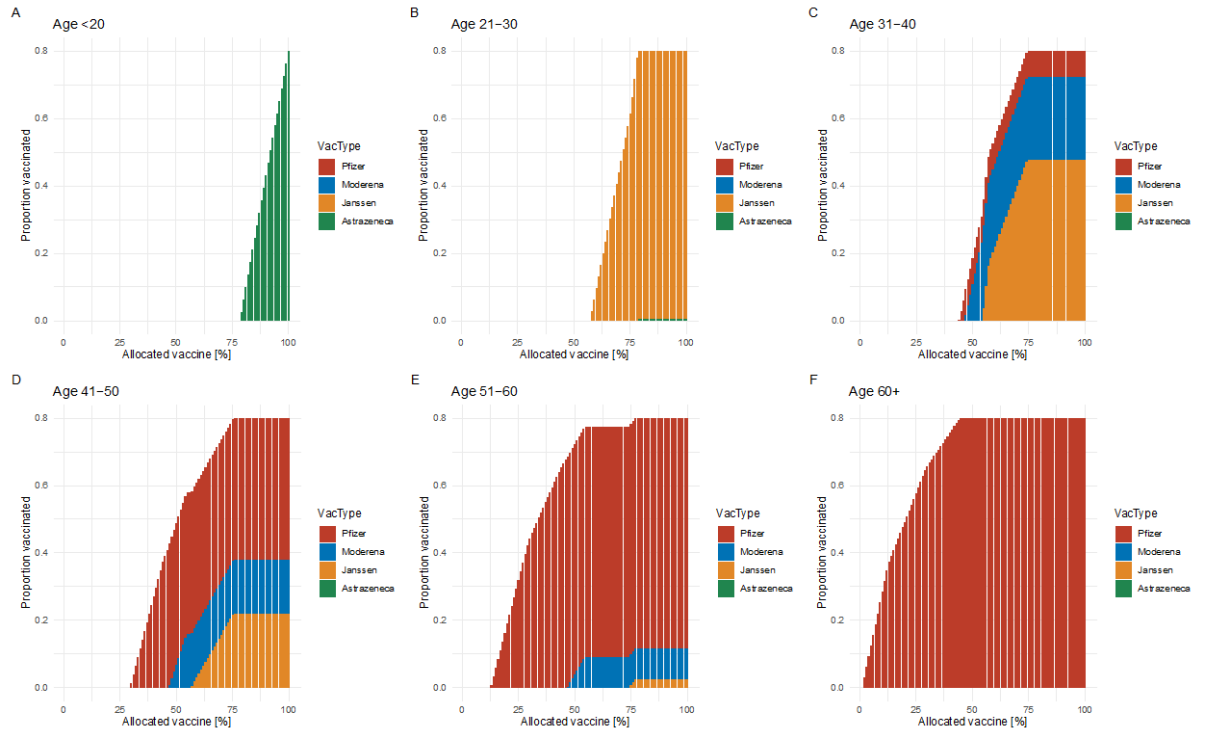 A
Age <20
0.8
0.6
0.4
0.2
0.0
Proportion vaccinated
0 25 50 75 100
Allocated vaccine [%]
VacType
Pfizer
Moderena
Janssen
Astrazeneca
B
Age 21−30
0.8
0.6
0.4
0.2
0.0
Proportion vaccinated
0 25 50 75 100
Allocated vaccine [%]
VacType
Pfizer
Moderena
Janssen
Astrazeneca
C
Age 31−40
0.8
0.6
0.4
0.2
0.0
Proportion vaccinated
0 25 50 75 100
Allocated vaccine [%]
VacType
Pfizer
Moderena
Janssen
Astrazeneca
D
Age 41−50
0.8
0.6
0.4
0.2
0.0
Proportion vaccinated
0 25 50 75 100
Allocated vaccine [%]
VacType
Pfizer
Moderena
Janssen
Astrazeneca
E
Age 51−60
0.8
0.6
0.4
0.2
0.0
Proportion vaccinated
0 25 50 75 100
Allocated vaccine [%]
VacType
Pfizer
Moderena
Janssen
Astrazeneca
F
Age 60+
0.8
0.6
0.4
0.2
0.0
Proportion vaccinated
0 25 50 75 100
Allocated vaccine [%]
VacType
Pfizer
Moderena
Janssen
Astrazeneca